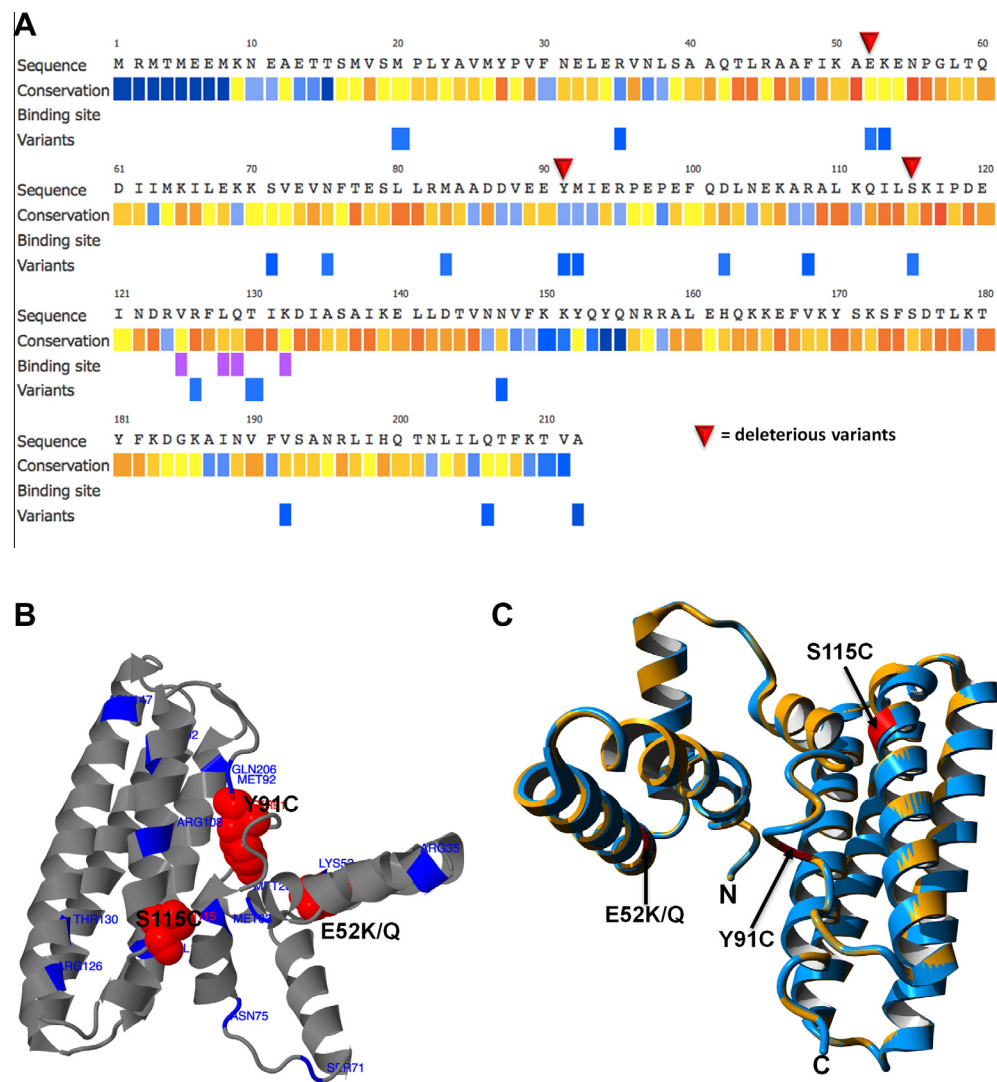 A
1 10 20 30 40 50 60
Sequence M R M T M E E M K N E A E T T S M V S M P L Y A V M Y P V F N E L E R V N L S A A Q T L R A A F I K A E K E N P G L T Q
Conservation
Binding site
Variants
61 70 80 90 100 110 120
Sequence D I I M K I L E K K S V E V N F T E S L L R M A A D D V E E Y M I E R P E P E F Q D L N E K A R A L K Q I L S K I P D E
Conservation
Binding site
Variants
121 130 140 150 160 170 180
Sequence I N D R V R F L Q T I K D I A S A I K E L L D T V N N V F K K Y Q Y Q N R R A L E H Q K K E F V K Y S K S F S D T L K T
Conservation
Binding site
Variants
181 190 200 210
Sequence Y F K D G K A I N V F V S A N R L I H Q T N L I L Q T F K T V A
Conservation
Binding site
Variants
= deleterious variants
B
GLN206
MET92
Y91C
ARG108
ARG35
S115C
E52K/Q
THR130
ARG126
ASN75
SER71
C
S115C
E52K/Q
N
Y91C
C